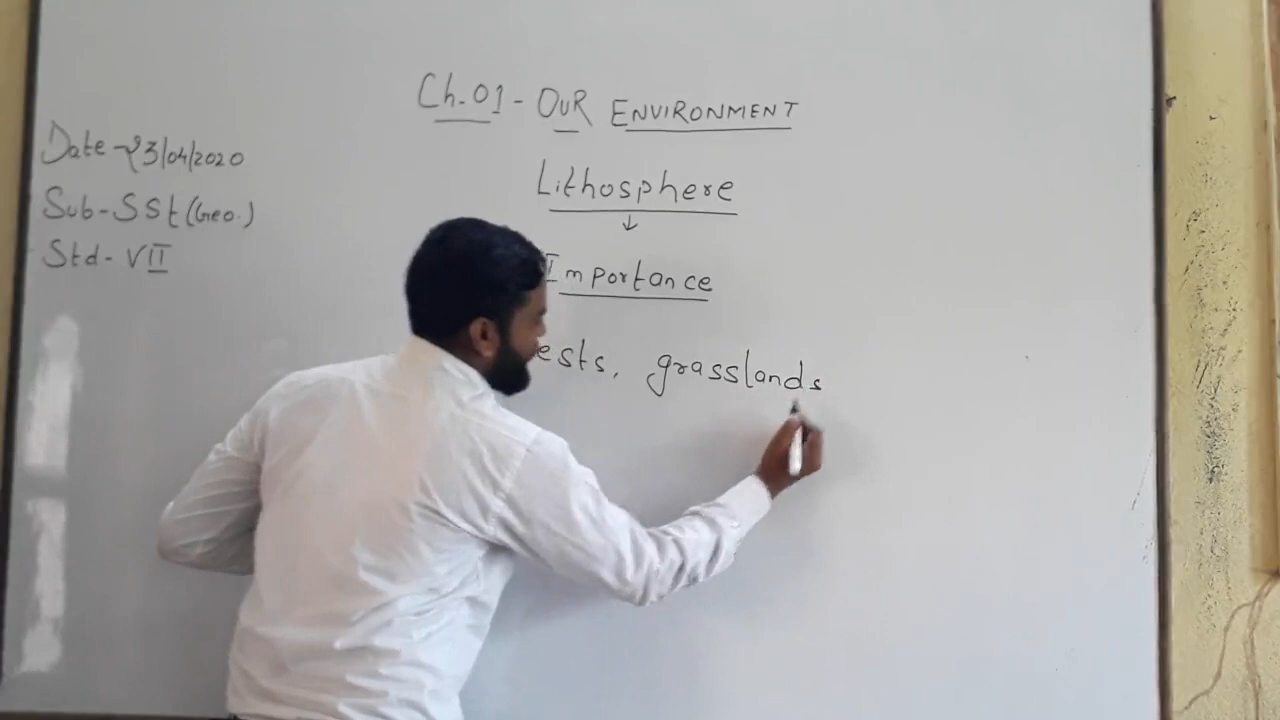 Ch.01 - OUR ENVIRONMENT
Date - 23/04/2020
Sub - SSt (Geo.)
Std - VII
Lithosphere
↓
Importance
ests, grasslands